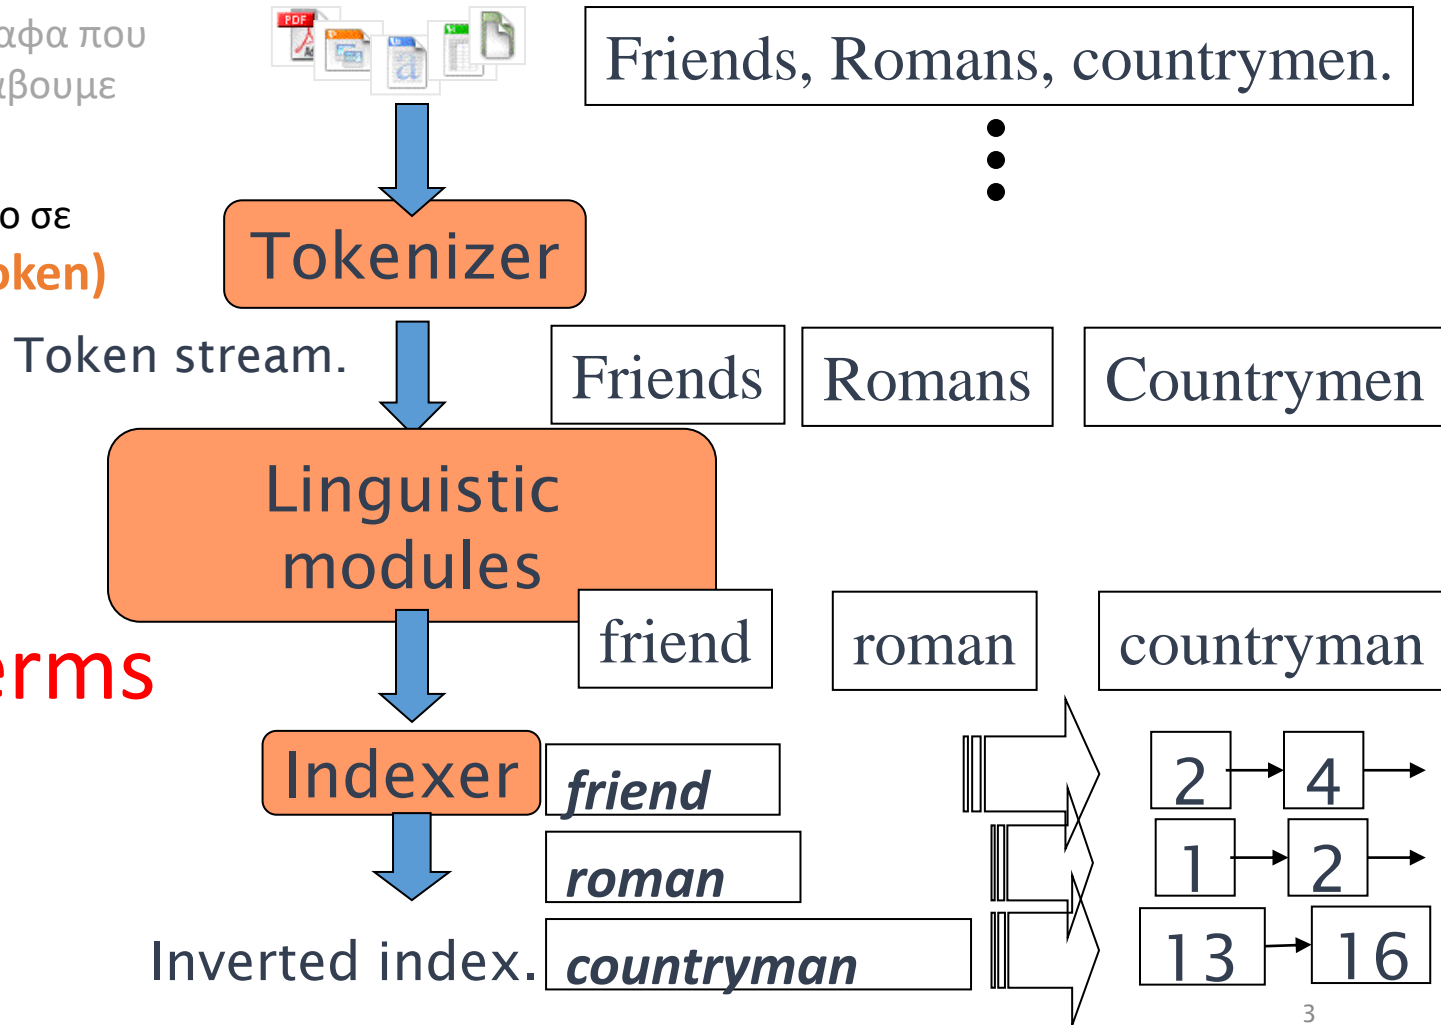 αφα που
Friends, Romans, countrymen.
άβουμε
ο σε
Tokenizer
oken)
Token stream.
Friends Romans Countrymen
Linguistic
modules
friend roman countryman
erms
Indexer
friend
2 4
roman
1 2
Inverted index.
countryman
13 16
3